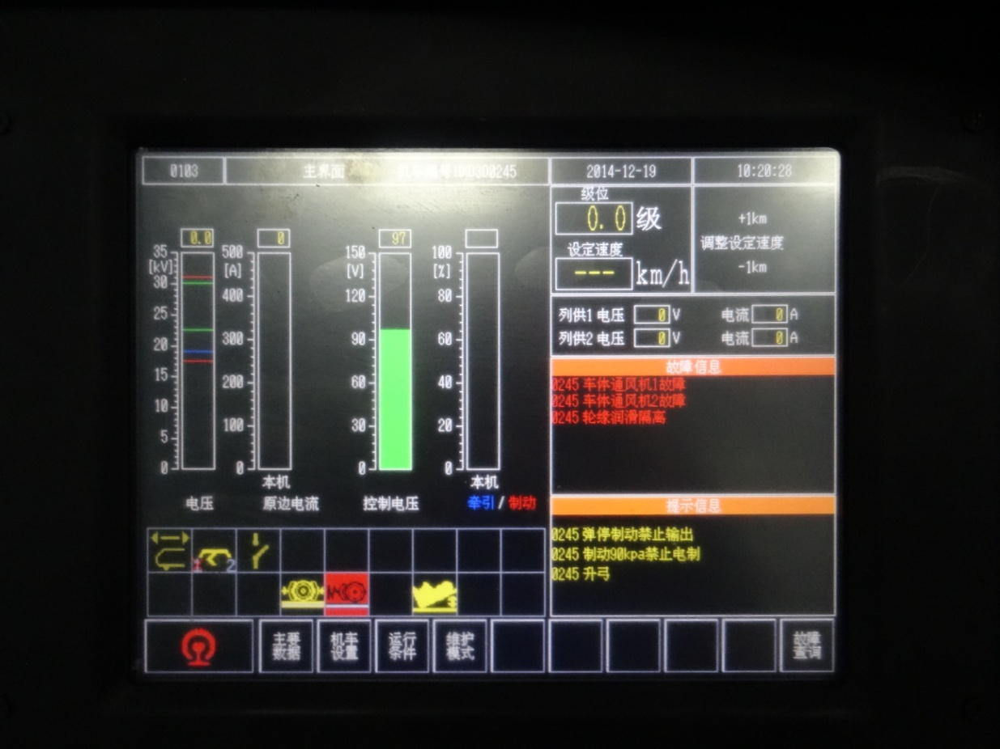 0103
主界面 机车编号:HXD3D0245
2014-12-19
10:20:28
级位
0.0 级
设定速度
--- km/h
+1km
调整设定速度
-1km
0.0
0
97
35
[kV]
30
25
20
15
10
5
0
500
[A]
400
300
200
100
0
150
[V]
120
90
60
30
0
100
[%]
80
60
40
20
0
本机
本机
电压
原边电流
控制电压
牵引/制动
列供1 电压 0 V 电流 0 A
列供2 电压 0 V 电流 0 A
故障信息
0245 车体通风机1故障
0245 车体通风机2故障
0245 轮缘润滑隔离
提示信息
0245 弹停制动禁止输出
0245 制动90kpa禁止电制
0245 升弓
1 2
主要
数据
机车
设置
运行
条件
维护
模式
故障
查询